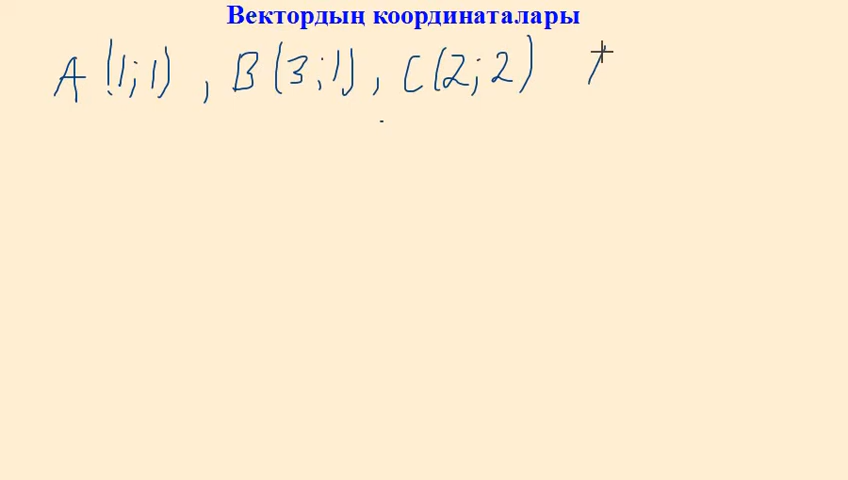 Вектордың координаталары
A(1;1), B(3;1), C(2;2)